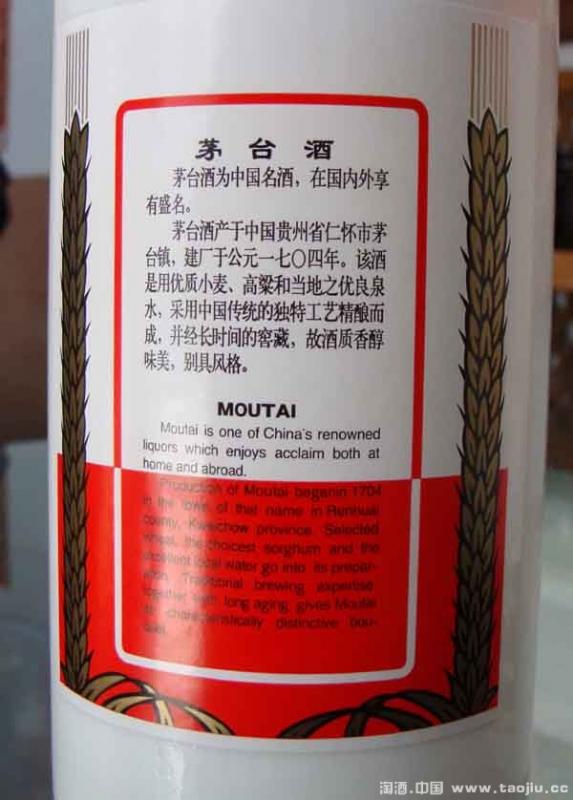 茅台酒
茅台酒为中国名酒，在国内外享
有盛名。
茅台酒产于中国贵州省仁怀市茅
台镇，建厂于公元一七〇四年。该酒
是用优质小麦、高粱和当地之优良泉
水，采用中国传统的独特工艺精酿而
成，并经长时间的窖藏，故酒质香醇
味美，别具风格。
MOUTAI
Moutai is one of China's renowned
liquors which enjoys acclaim both at
home and abroad.
Production of Moutai beganin 1704
in the town of that name in Renhuai
county, Kweichow province. Selected
wheat, the choicest sorghum and the
excellent local water go into its prepar-
ation. Traditional brewing expertise
together with long aging gives Moutai
characteristically distinctive bou-
quet.
淘酒.中国 www.taojiu.cc